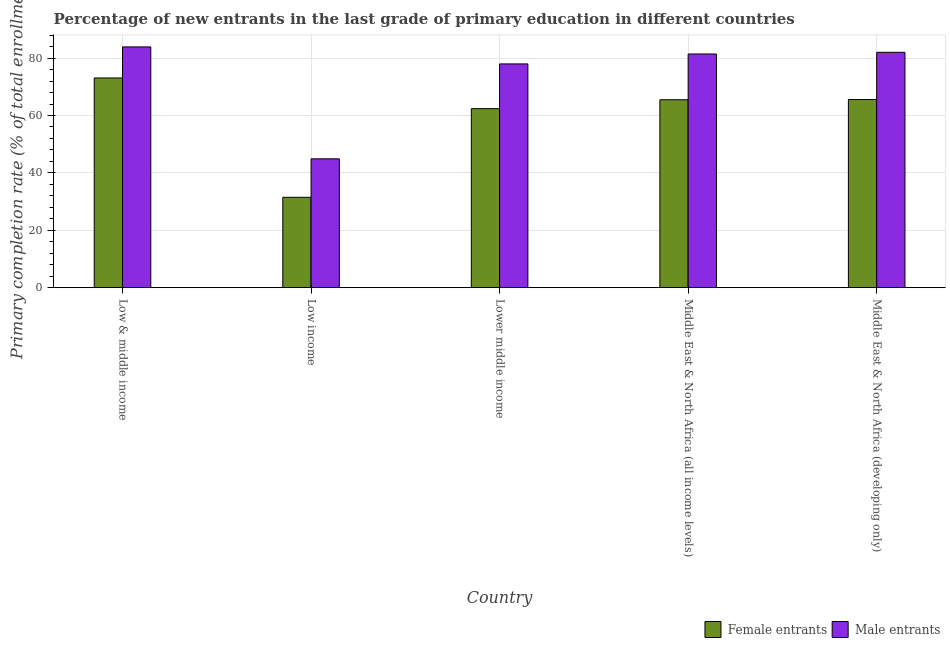 Percentage of new entrants in the last grade of primary education in different countries
Primary completion rate (% of total enrollme
0
20
40
60
80
Low & middle income
Low income
Lower middle income
Middle East & North Africa (all income levels)
Middle East & North Africa (developing only)
Country
Female entrants
Male entrants